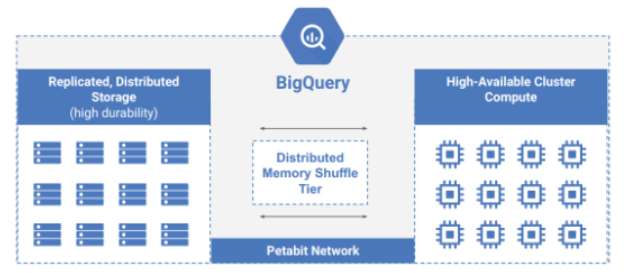 Replicated, Distributed
Storage
(high durability)
BigQuery
Distributed
Memory Shuffle
Tier
Petabit Network
High-Available Cluster
Compute